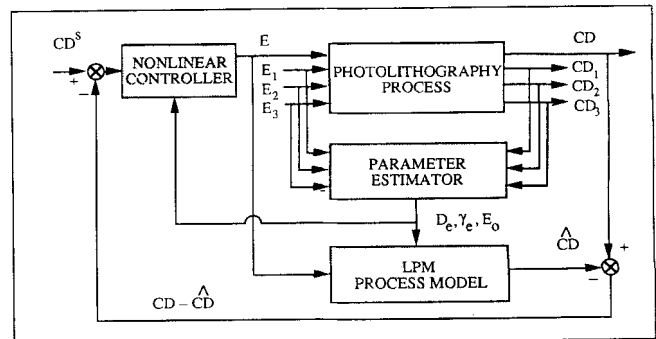 CD^S
+
−
NONLINEAR
CONTROLLER
E
E₁
E₂
E₃
PHOTOLITHOGRAPHY
PROCESS
CD
CD₁
CD₂
CD₃
PARAMETER
ESTIMATOR
Dₑ, γₑ, Eₒ
LPM
PROCESS MODEL
ĈD
+
−
CD − ĈD